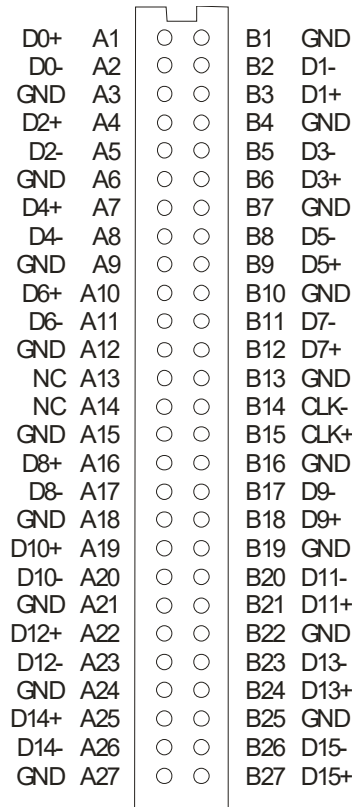 D0+ A1 B1 GND
D0- A2 B2 D1-
GND A3 B3 D1+
D2+ A4 B4 GND
D2- A5 B5 D3-
GND A6 B6 D3+
D4+ A7 B7 GND
D4- A8 B8 D5-
GND A9 B9 D5+
D6+ A10 B10 GND
D6- A11 B11 D7-
GND A12 B12 D7+
NC A13 B13 GND
NC A14 B14 CLK-
GND A15 B15 CLK+
D8+ A16 B16 GND
D8- A17 B17 D9-
GND A18 B18 D9+
D10+ A19 B19 GND
D10- A20 B20 D11-
GND A21 B21 D11+
D12+ A22 B22 GND
D12- A23 B23 D13-
GND A24 B24 D13+
D14+ A25 B25 GND
D14- A26 B26 D15-
GND A27 B27 D15+